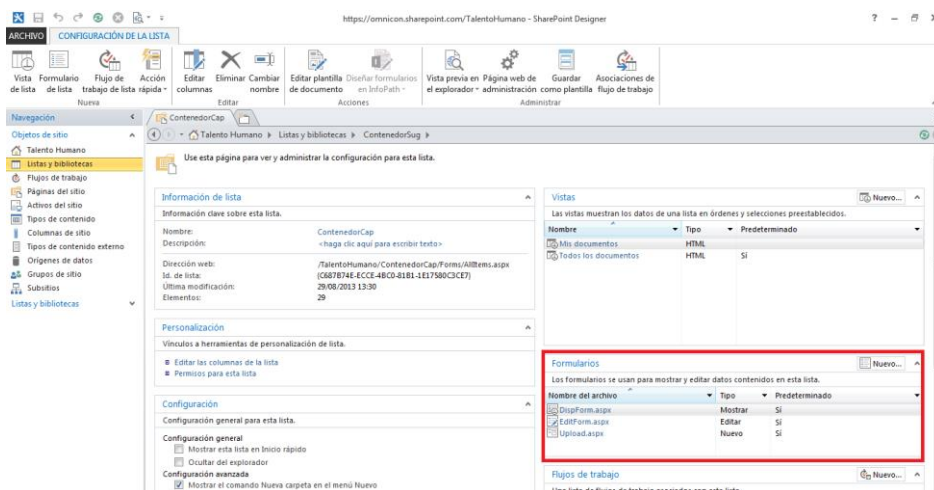 https://omnicon.sharepoint.com/TalentoHumano - SharePoint Designer
ARCHIVO CONFIGURACIÓN DE LA LISTA
Vista de lista
Formulario de lista
Flujo de trabajo de lista
Acción rápida
Nueva
Editar columnas
Eliminar
Cambiar nombre
Editar
Editar plantilla de documento
Diseñar formularios en InfoPath
Acciones
Vista previa en el explorador
Página web de administración
Guardar como plantilla
Asociaciones de flujo de trabajo
Administrar
Navegación
Objetos de sitio
Talento Humano
Listas y bibliotecas
Flujos de trabajo
Páginas del sitio
Activos del sitio
Tipos de contenido
Columnas de sitio
Tipos de contenido externo
Orígenes de datos
Grupos de sitio
Subsitios
Listas y bibliotecas
ContenedorCap
Talento Humano Listas y bibliotecas ContenedorSug
Use esta página para ver y administrar la configuración para esta lista.
Información de lista
Información clave sobre esta lista.
Nombre: ContenedorCap
Descripción: <haga clic aquí para escribir texto>
Dirección web: /TalentoHumano/ContenedorCap/Forms/AllItems.aspx
Id. de lista: {C687B74E-ECCE-4BC0-81B1-1E17580C3CE7}
Última modificación: 29/08/2013 13:30
Elementos: 29
Personalización
Vínculos a herramientas de personalización de lista.
Editar las columnas de la lista
Permisos para esta lista
Configuración
Configuración general para esta lista.
Configuración general
Mostrar esta lista en Inicio rápido
Ocultar del explorador
Configuración avanzada
Mostrar el comando Nueva carpeta en el menú Nuevo
Vistas Nuevo...
Las vistas muestran los datos de una lista en órdenes y selecciones preestablecidos.
Nombre Tipo Predeterminado
Mis documentos HTML
Todos los documentos HTML Sí
Formularios Nuevo...
Los formularios se usan para mostrar y editar datos contenidos en esta lista.
Nombre del archivo Tipo Predeterminado
DispForm.aspx Mostrar Sí
EditForm.aspx Editar Sí
Upload.aspx Nuevo Sí
Flujos de trabajo Nuevo...